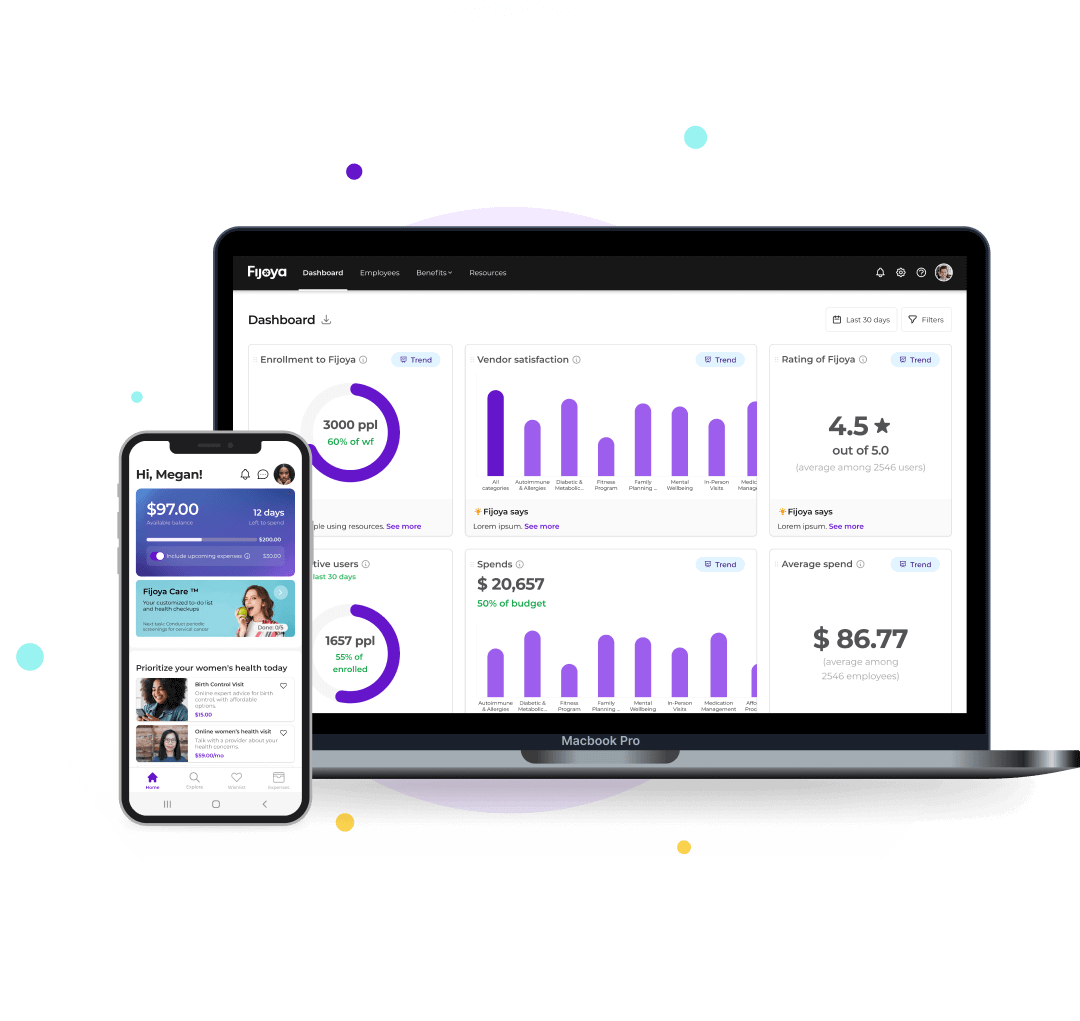 Fijoya
Dashboard
Employees
Benefits
Resources
Dashboard
Last 30 days
Filters
Enrollment to Fijoya
Trend
3000 ppl
60% of wf
ple using resources. See more
Vendor satisfaction
Trend
All
categories
Autoimmune
& Allergies
Diabetic &
Metabolic...
Fitness
Program
Family
Planning ...
Mental
Wellbeing
In-Person
Visits
Medic
Manag
Fijoya says
Lorem ipsum. See more
Rating of Fijoya
Trend
4.5
out of 5.0
(average among 2546 users)
Fijoya says
Lorem ipsum. See more
tive users
last 30 days
1657 ppl
55% of
enrolled
Spends
Trend
$ 20,657
50% of budget
Autoimmune
& Allergies
Diabetic &
Metabolic...
Fitness
Program
Family
Planning ...
Mental
Wellbeing
In-Person
Visits
Medication
Management
Affo
Proc
Average spend
Trend
$ 86.77
(average among
2546 employees)
Macbook Pro
Hi, Megan!
$97.00
Available balance
12 days
Left to spend
$200.00
Include upcoming expenses
$30.00
Fijoya Care ™
Your customized to-do list
and health checkups
Next task: Conduct periodic
screenings for cervical cancer
Done: 0/5
Prioritize your women's health today
Birth Control Visit
Online expert advice for birth
control, with affordable
options.
$15.00
Online women's health visit
Talk with a provider about your
health concerns.
$59.00/mo
Home
Explore
Wishlist
Expenses